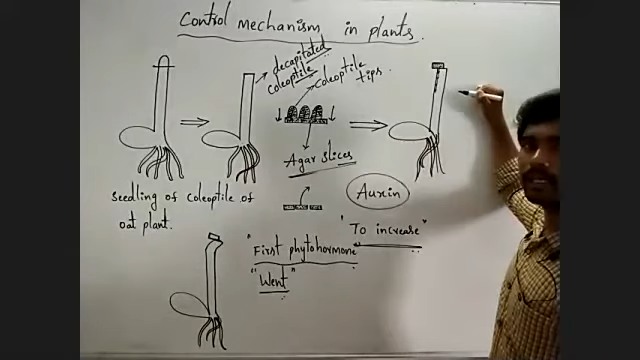 Control mechanism in plants.
decapitated
coleoptile
coleoptile
tips.
Agar slices
seedling of coleoptile of
oat plant.
Auxin
"To increase"
"First phytohormone"
"Went"